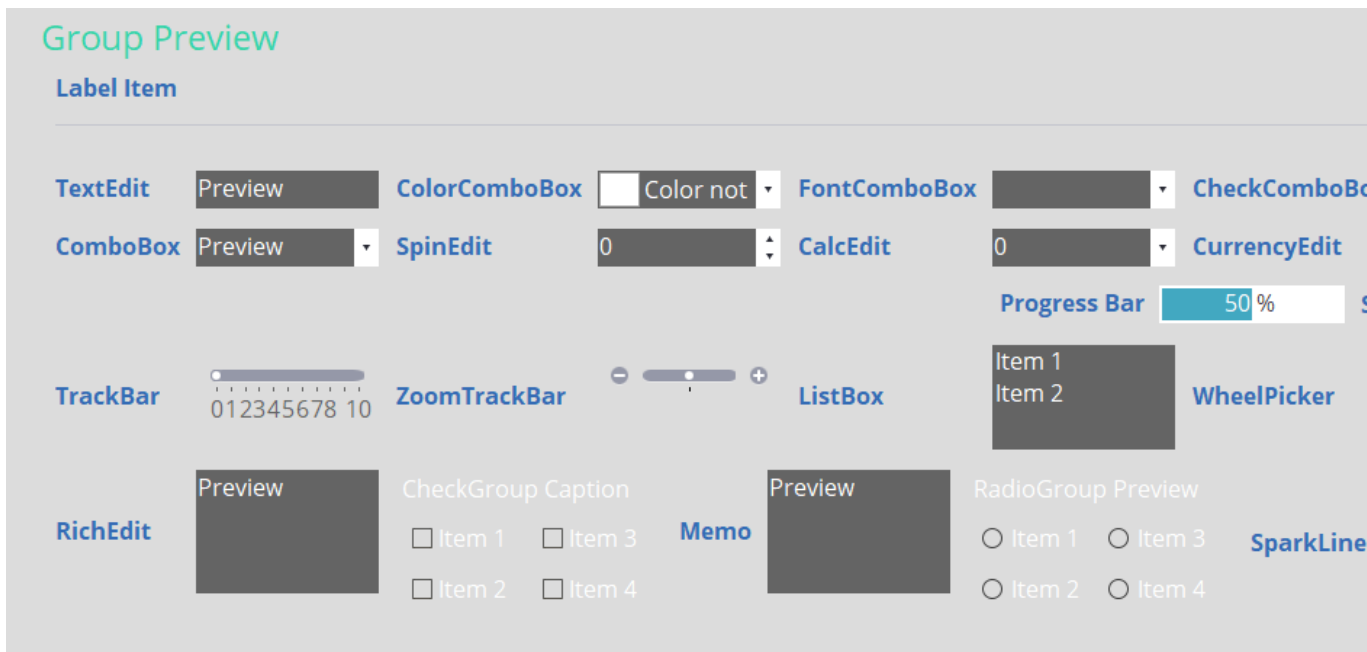 Group Preview
Label Item
TextEdit Preview ColorComboBox Color not FontComboBox
ComboBox Preview SpinEdit 0 CalcEdit 0 CurrencyEdit
Progress Bar 50 %
TrackBar 012345678 10 ZoomTrackBar ListBox Item 1
Item 2 WheelPicker
RichEdit Preview CheckGroup Caption Memo Preview RadioGroup Preview SparkLine
Item 1 Item 3 Item 1 Item 3
Item 2 Item 4 Item 2 Item 4